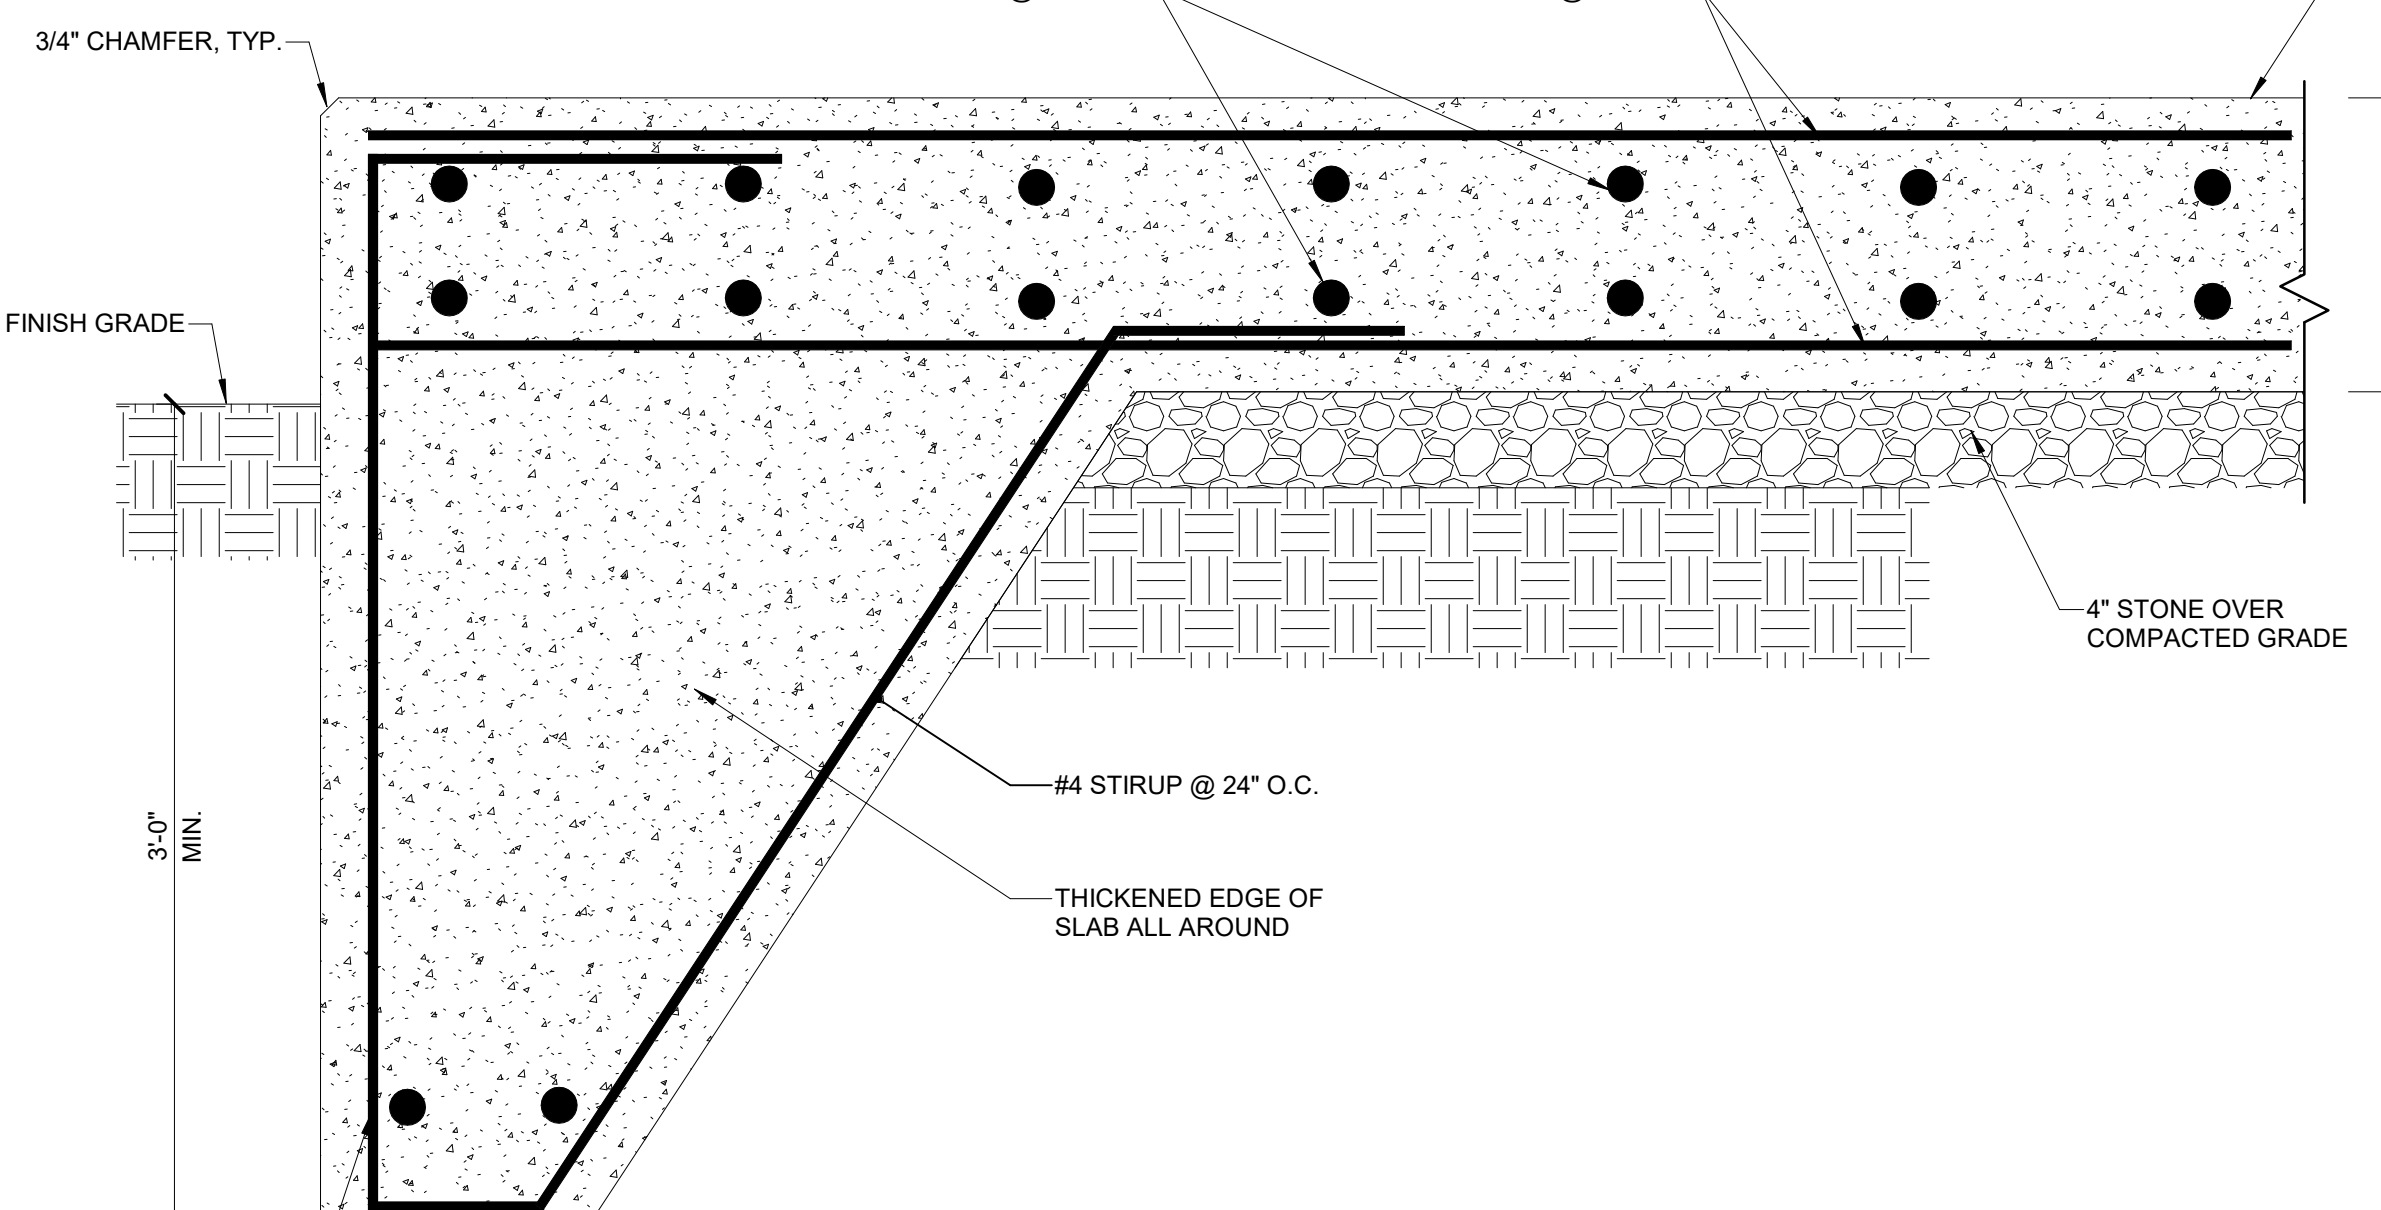 @
@
3/4" CHAMFER, TYP.
FINISH GRADE
4" STONE OVER
COMPACTED GRADE
#4 STIRUP @ 24" O.C.
3'-0"
MIN.
THICKENED EDGE OF
SLAB ALL AROUND